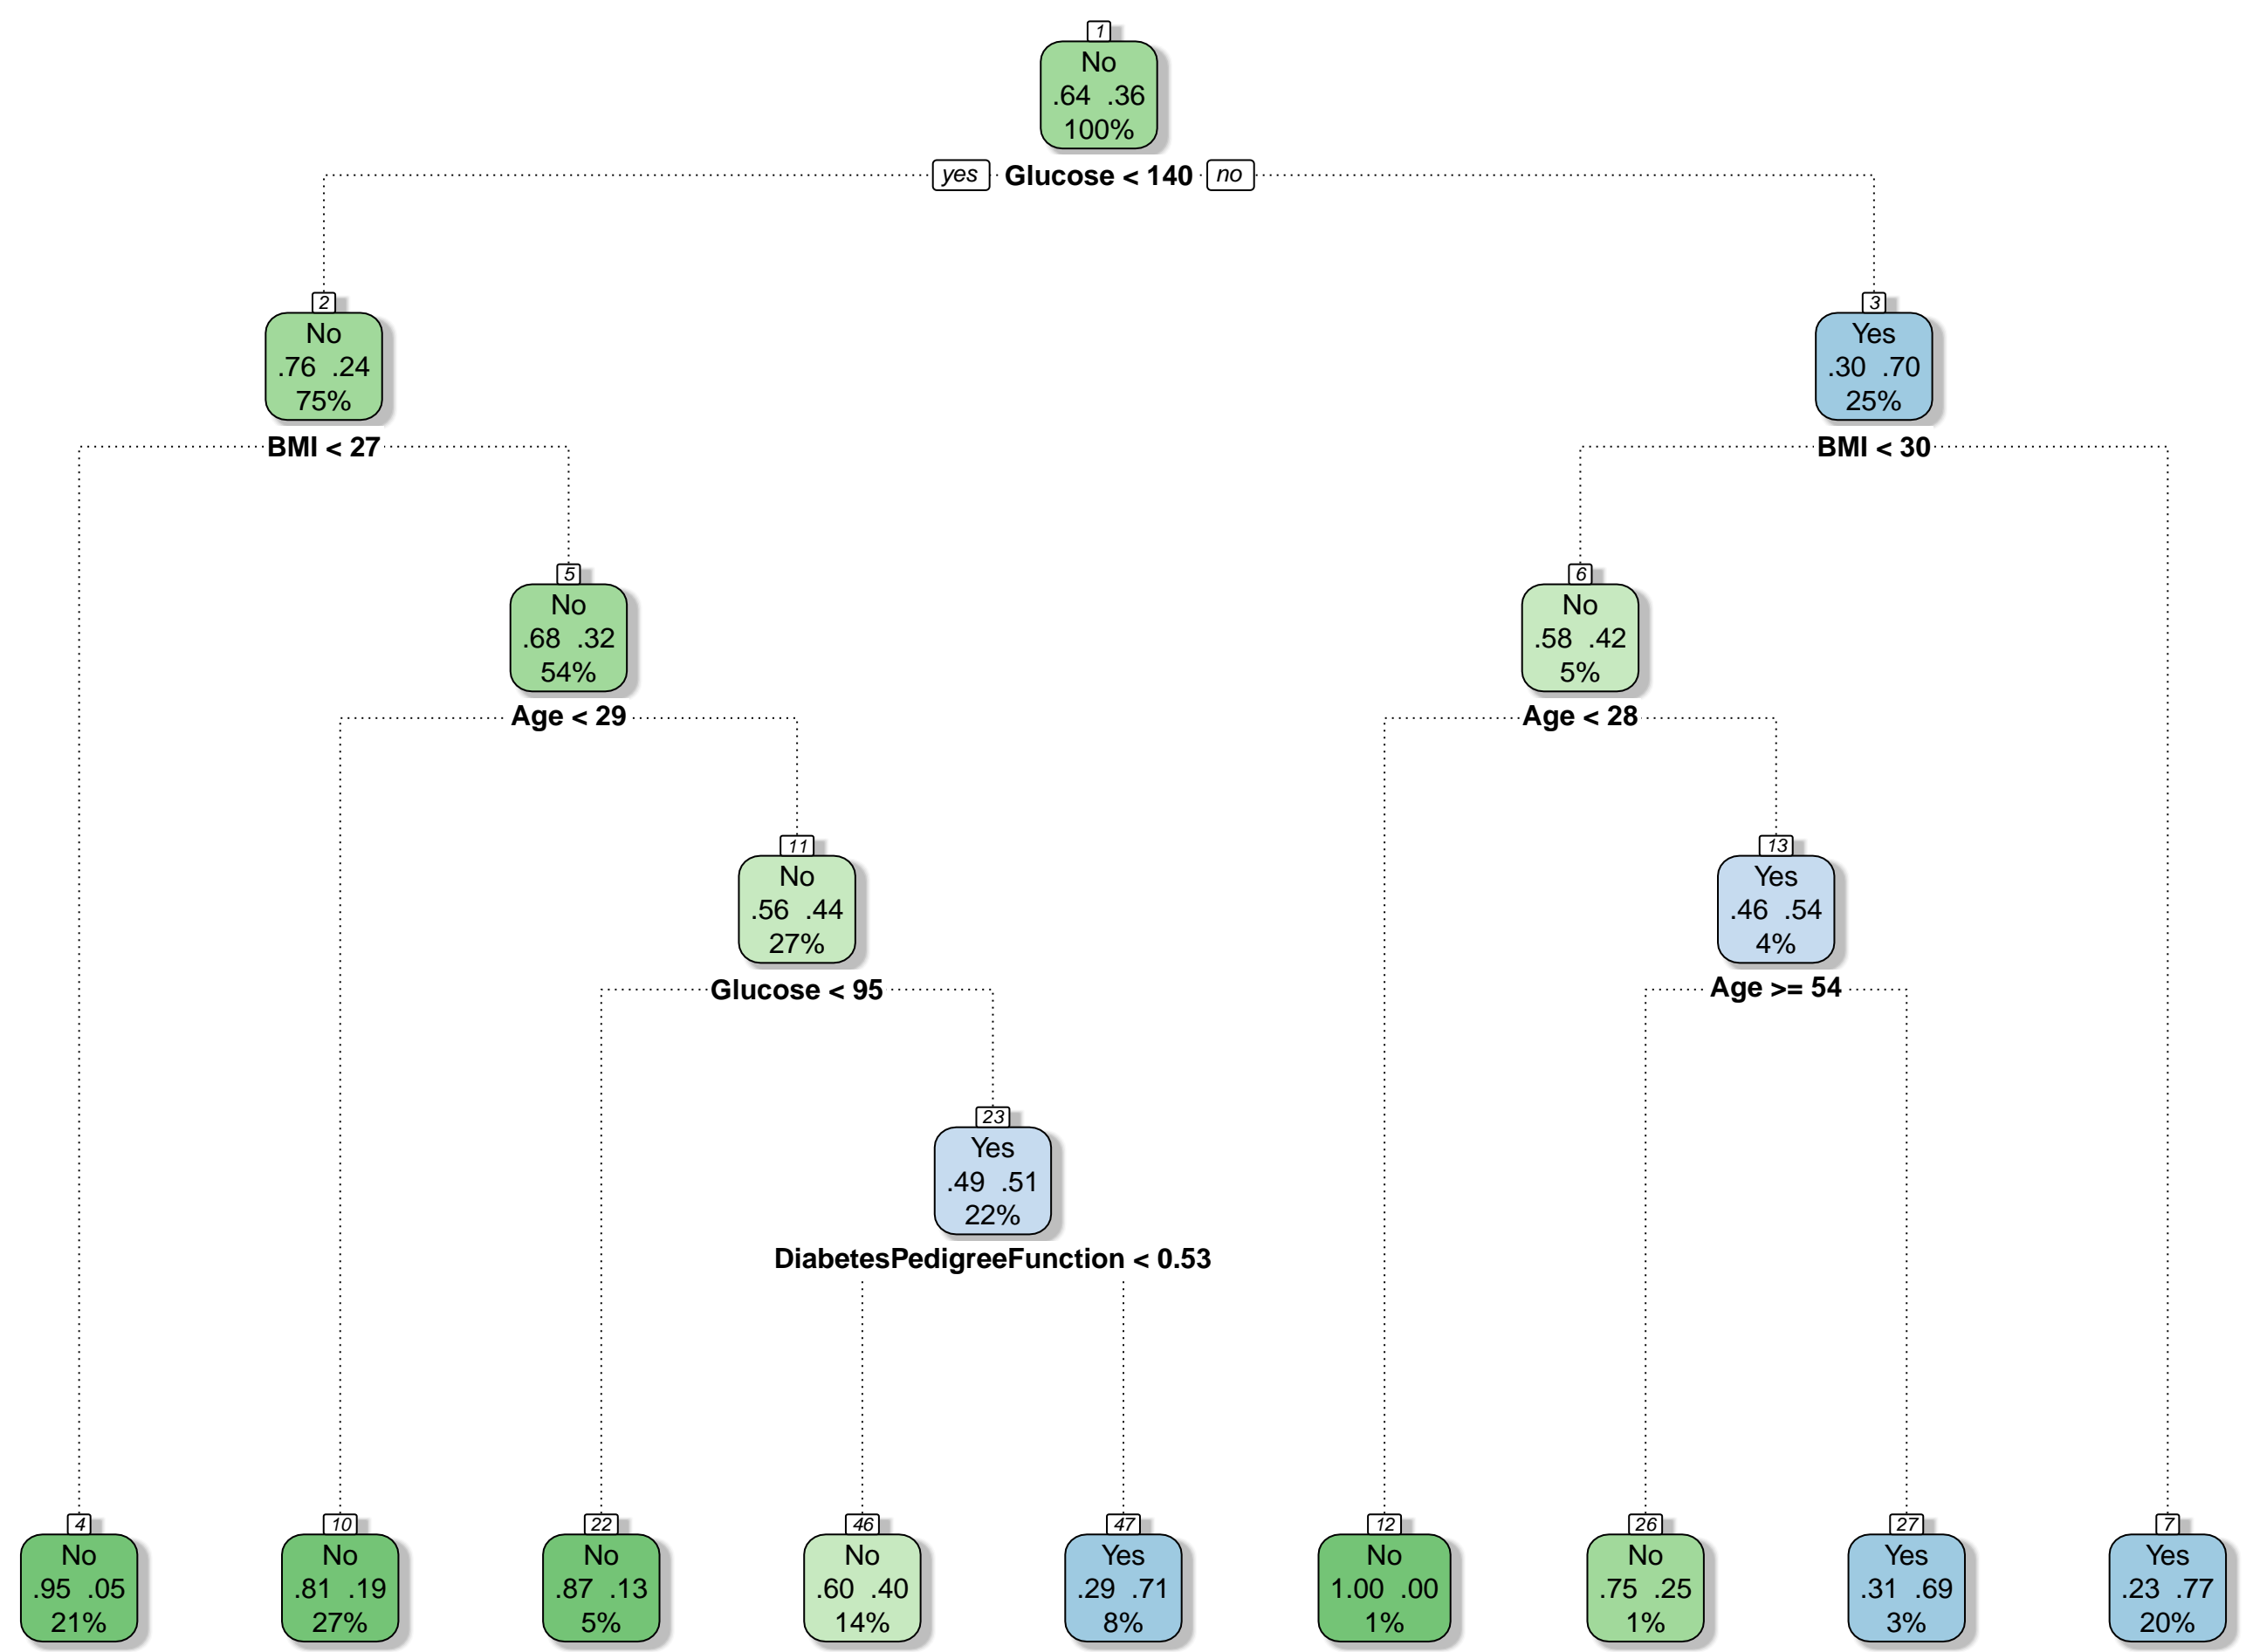 1
No
.64 .36
100%
yes Glucose < 140 no
2
No
.76 .24
75%
3
Yes
.30 .70
25%
BMI < 27
BMI < 30
5
No
.68 .32
54%
6
No
.58 .42
5%
Age < 29
Age < 28
11
No
.56 .44
27%
13
Yes
.46 .54
4%
Glucose < 95
Age >= 54
23
Yes
.49 .51
22%
DiabetesPedigreeFunction < 0.53
4
No
.95 .05
21%
10
No
.81 .19
27%
22
No
.87 .13
5%
46
No
.60 .40
14%
47
Yes
.29 .71
8%
12
No
1.00 .00
1%
26
No
.75 .25
1%
27
Yes
.31 .69
3%
7
Yes
.23 .77
20%